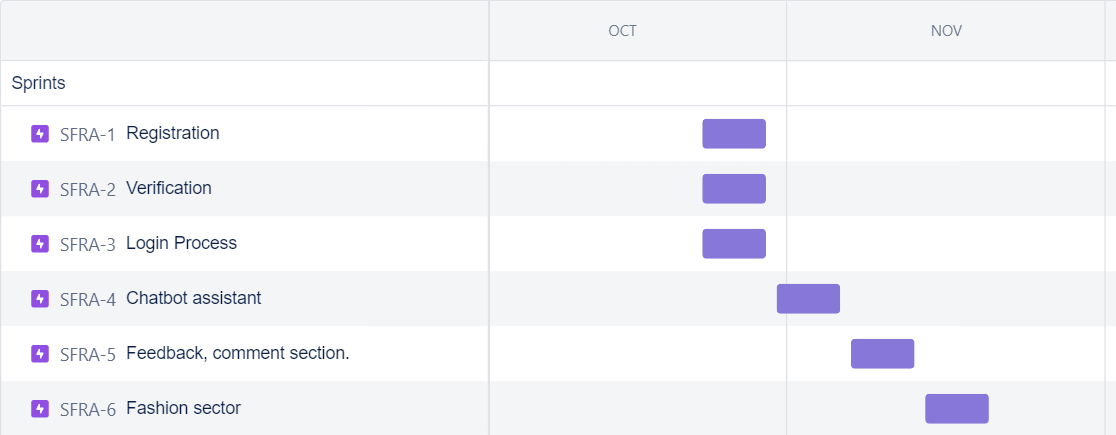 OCT NOV
Sprints
SFRA-1 Registration
SFRA-2 Verification
SFRA-3 Login Process
SFRA-4 Chatbot assistant
SFRA-5 Feedback, comment section.
SFRA-6 Fashion sector